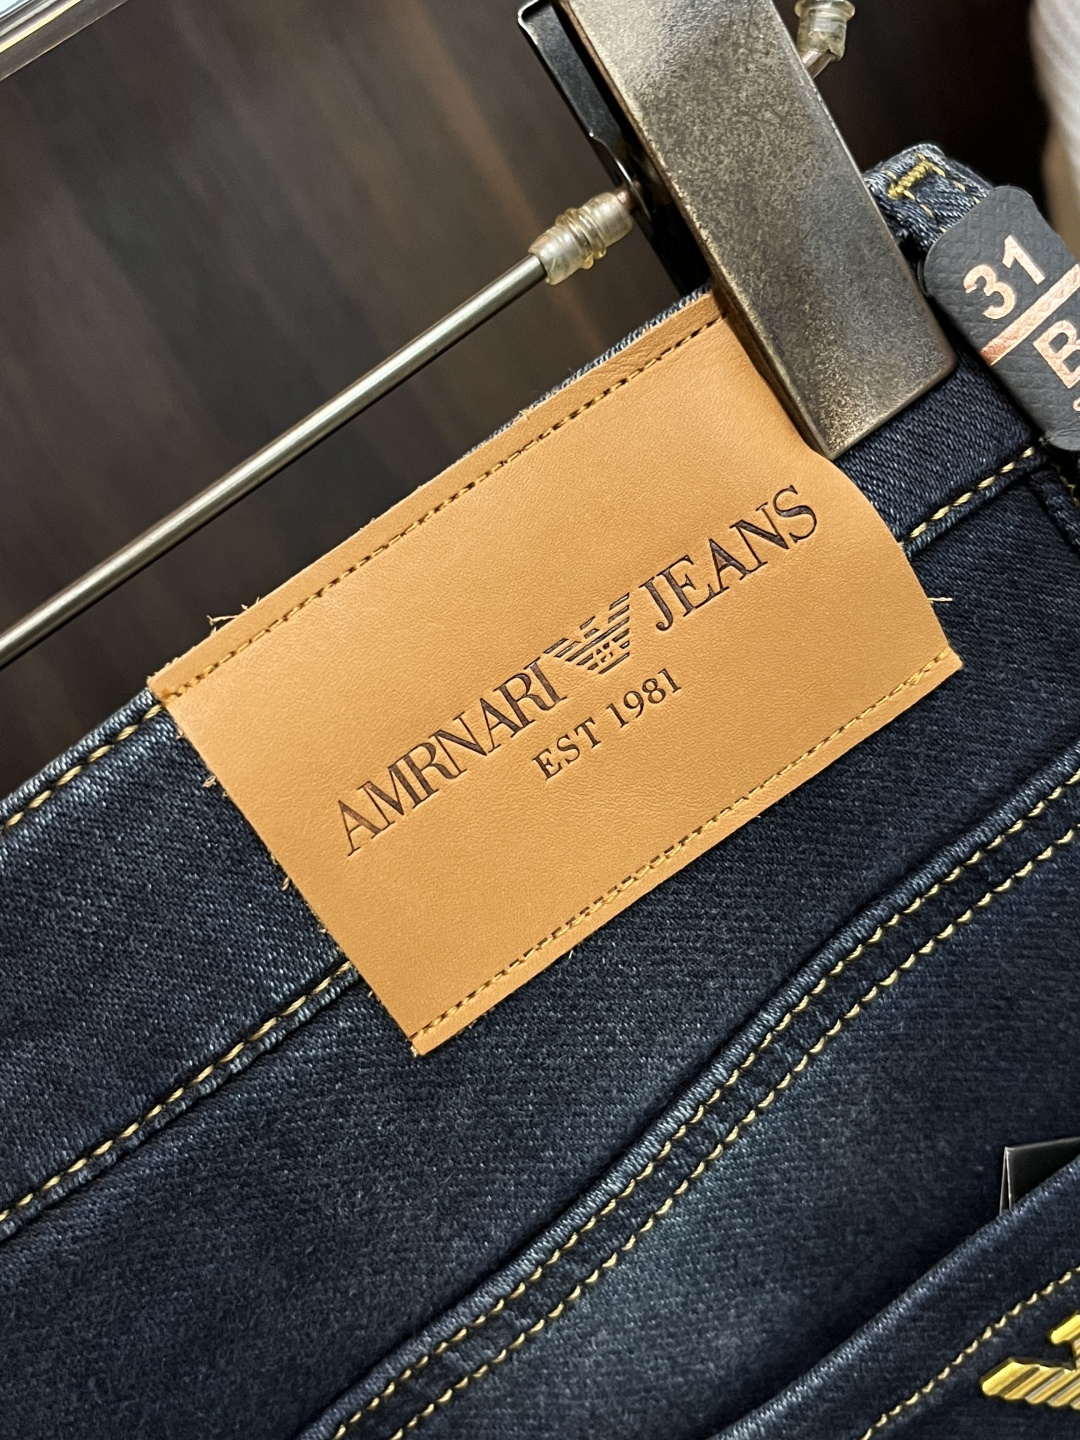 AMRNARI JEANS
EST 1981
31
B